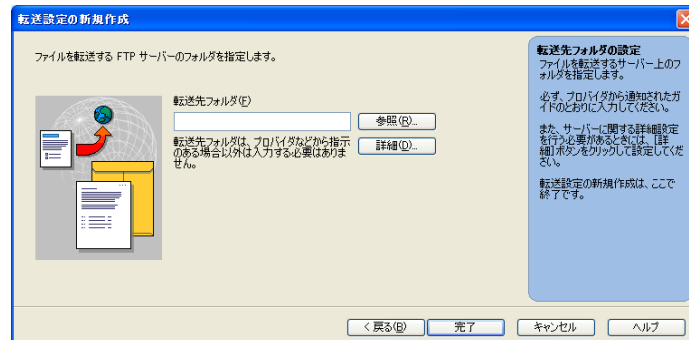 転送設定の新規作成
ファイルを転送する FTP サーバーのフォルダを指定します。
転送先フォルダ(F)
参照(R)...
転送先フォルダは、プロバイダなどから指示
のある場合以外は入力する必要はありま
せん。
詳細(D)...
転送先フォルダの設定
ファイルを転送するサーバー上のフ
ォルダを指定します。
必ず、プロバイダから通知されたガ
イドのとおりに入力してください。
また、サーバーに関する詳細設定
を行う必要があるときには、[詳
細]ボタンをクリックして設定してくだ
さい。
転送設定の新規作成は、ここで
終了です。
< 戻る(B)
完了
キャンセル
ヘルプ